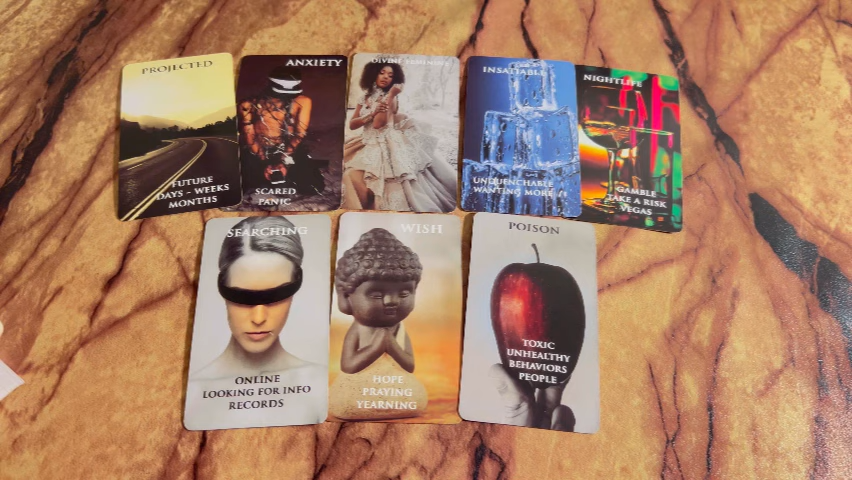 PROJECTED
FUTURE
DAYS - WEEKS
MONTHS
ANXIETY
SCARED
PANIC
DIVINE FEMININE
INSATIABLE
UNQUENCHABLE
WANTING MORE
NIGHTLIFE
GAMBLE
TAKE A RISK
VEGAS
SEARCHING
ONLINE
LOOKING FOR INFO
RECORDS
WISH
HOPE
PRAYING
YEARNING
POISON
TOXIC
UNHEALTHY
BEHAVIORS
PEOPLE